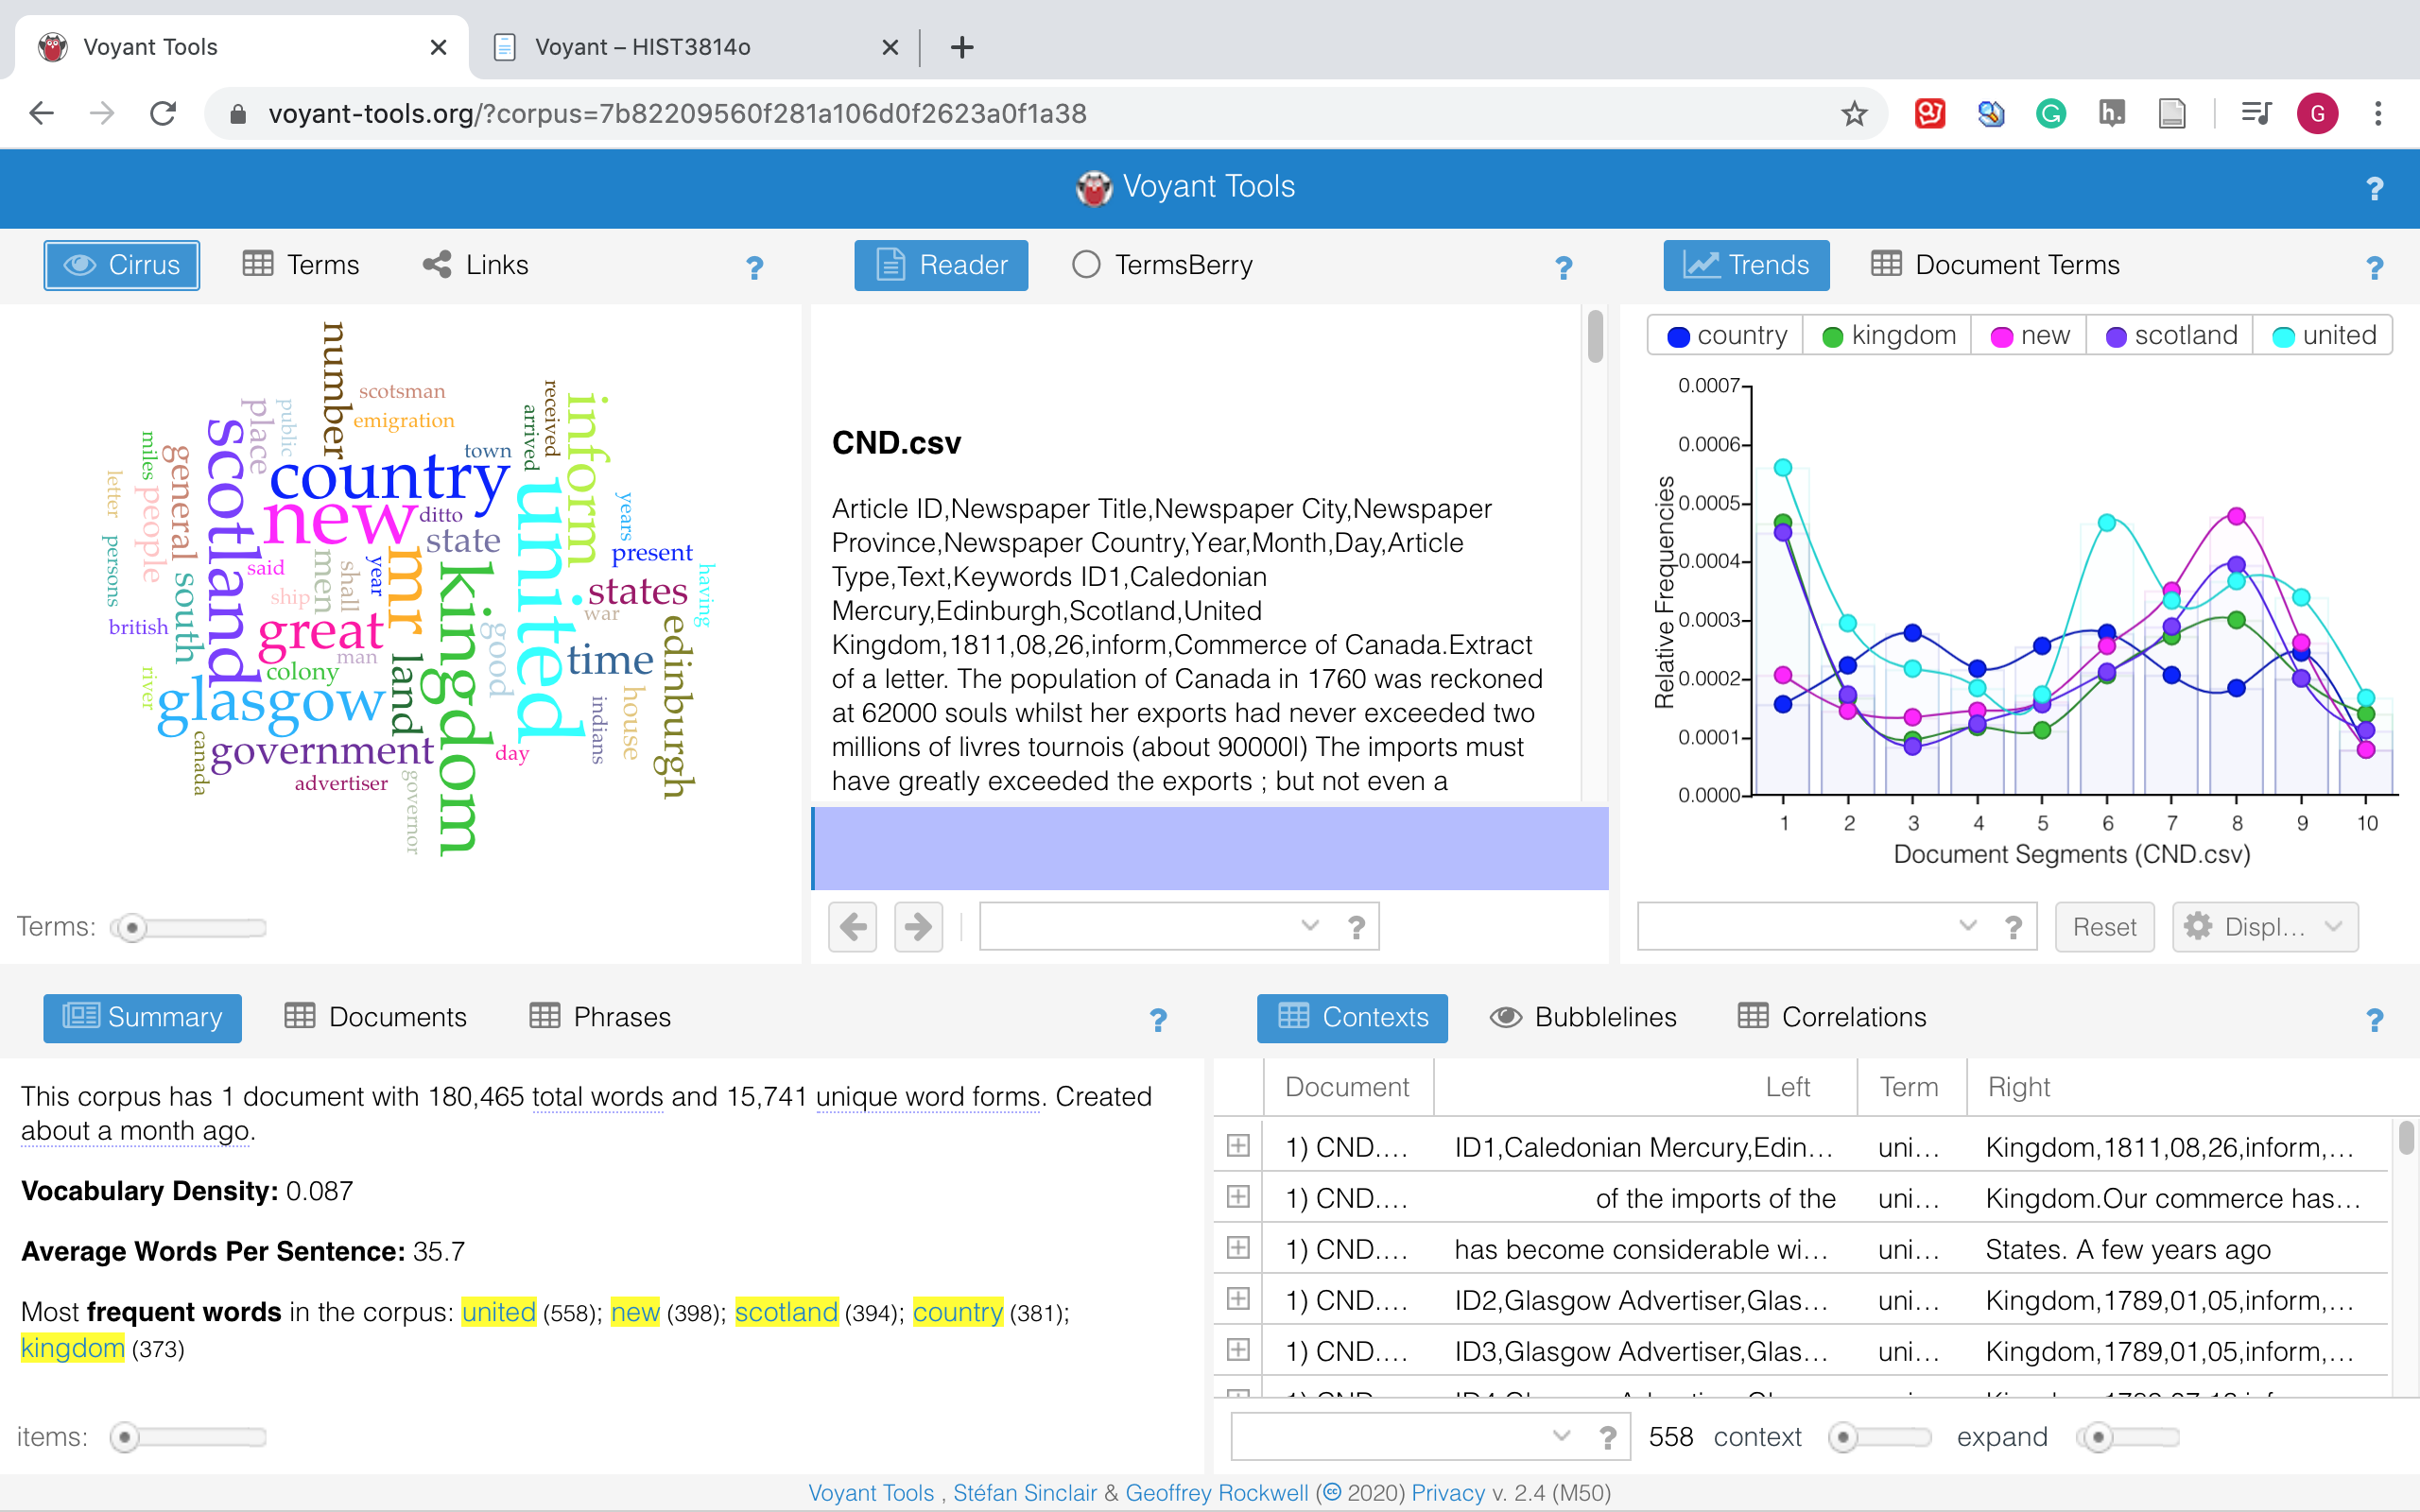 Voyant Tools
Voyant – HIST3814o
voyant-tools.org/?corpus=7b82209560f281a106d0f2623a0f1a38
G
Voyant Tools ?
Cirrus Terms Links ?
number
scotsman
emigration
received
arrived
inform
place
public
scotland
miles
general
letter
people
persons
south
british
river
country
town
united
new
ditto
state
years
present
having
said
men
shall
year
mr
kingdom
states
war
ship
great
good
time
edinburgh
man
colony
land
glasgow
indians
house
canada
government
day
advertiser
governor
Terms:
Reader TermsBerry ?
CND.csv
Article ID,Newspaper Title,Newspaper City,Newspaper
Province,Newspaper Country,Year,Month,Day,Article
Type,Text,Keywords ID1,Caledonian
Mercury,Edinburgh,Scotland,United
Kingdom,1811,08,26,inform,Commerce of Canada.Extract
of a letter. The population of Canada in 1760 was reckoned
at 62000 souls whilst her exports had never exceeded two
millions of livres tournois (about 90000l) The imports must
have greatly exceeded the exports ; but not even a
?
Trends Document Terms ?
country kingdom new scotland united
Relative Frequencies
0.0007
0.0006
0.0005
0.0004
0.0003
0.0002
0.0001
0.0000
1 2 3 4 5 6 7 8 9 10
Document Segments (CND.csv)
? Reset Displ...
Summary Documents Phrases ?
This corpus has 1 document with 180,465 total words and 15,741 unique word forms. Created
about a month ago.
Vocabulary Density: 0.087
Average Words Per Sentence: 35.7
Most frequent words in the corpus: united (558); new (398); scotland (394); country (381);
kingdom (373)
items:
Contexts Bubblelines Correlations ?
Document Left Term Right
1) CND.... ID1,Caledonian Mercury,Edin... uni... Kingdom,1811,08,26,inform,...
1) CND.... of the imports of the uni... Kingdom.Our commerce has...
1) CND.... has become considerable wi... uni... States. A few years ago
1) CND.... ID2,Glasgow Advertiser,Glas... uni... Kingdom,1789,01,05,inform,...
1) CND.... ID3,Glasgow Advertiser,Glas... uni... Kingdom,1789,01,05,inform,...
? 558 context expand
Voyant Tools , Stéfan Sinclair & Geoffrey Rockwell (cc 2020) Privacy v. 2.4 (M50)